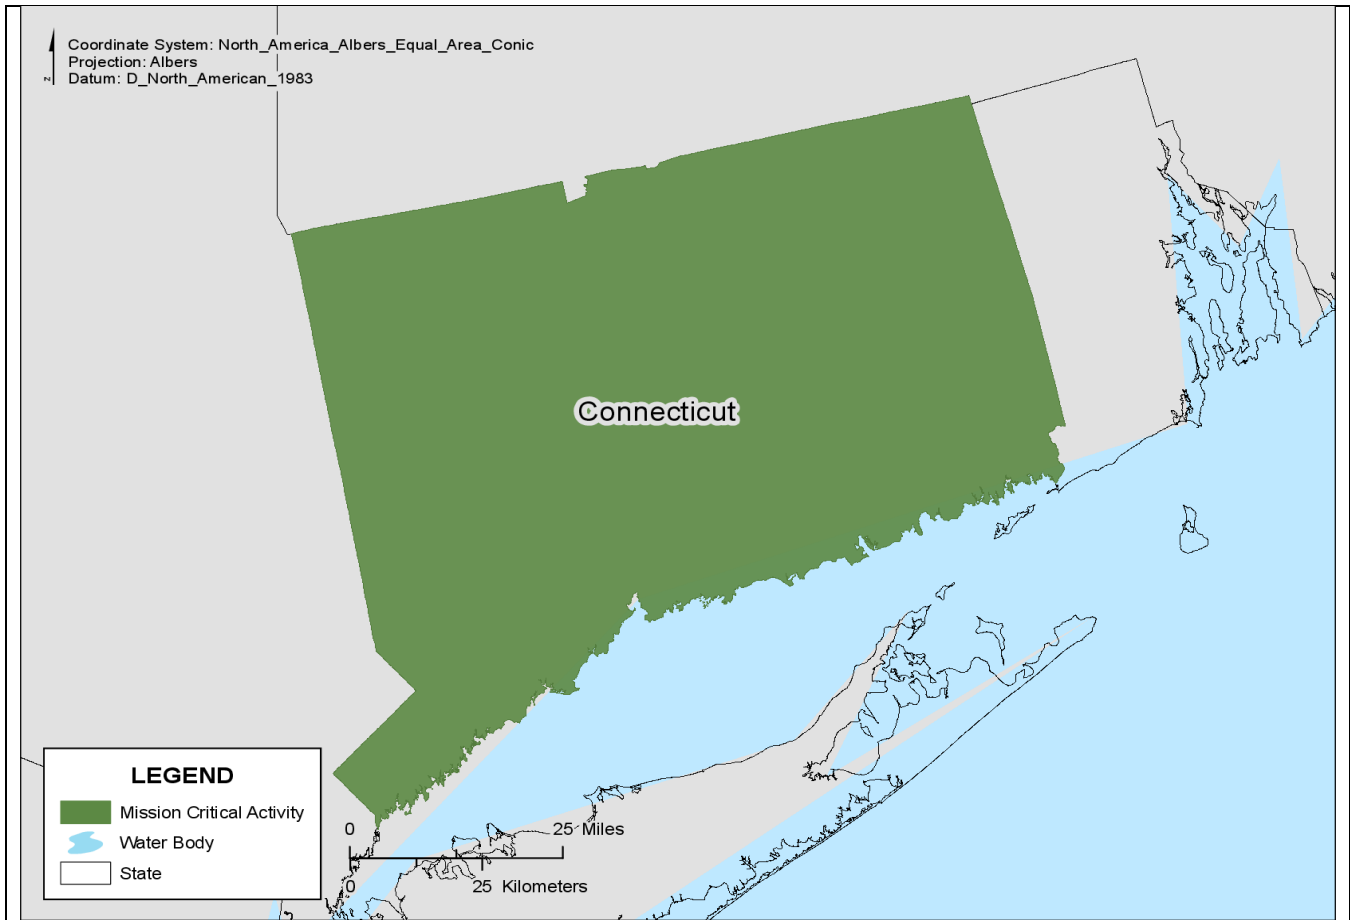 Coordinate System: North_America_Albers_Equal_Area_Conic
Projection: Albers
Datum: D_North_American_1983
N
Connecticut
LEGEND
Mission Critical Activity
Water Body
State
0 25 Miles
0 25 Kilometers